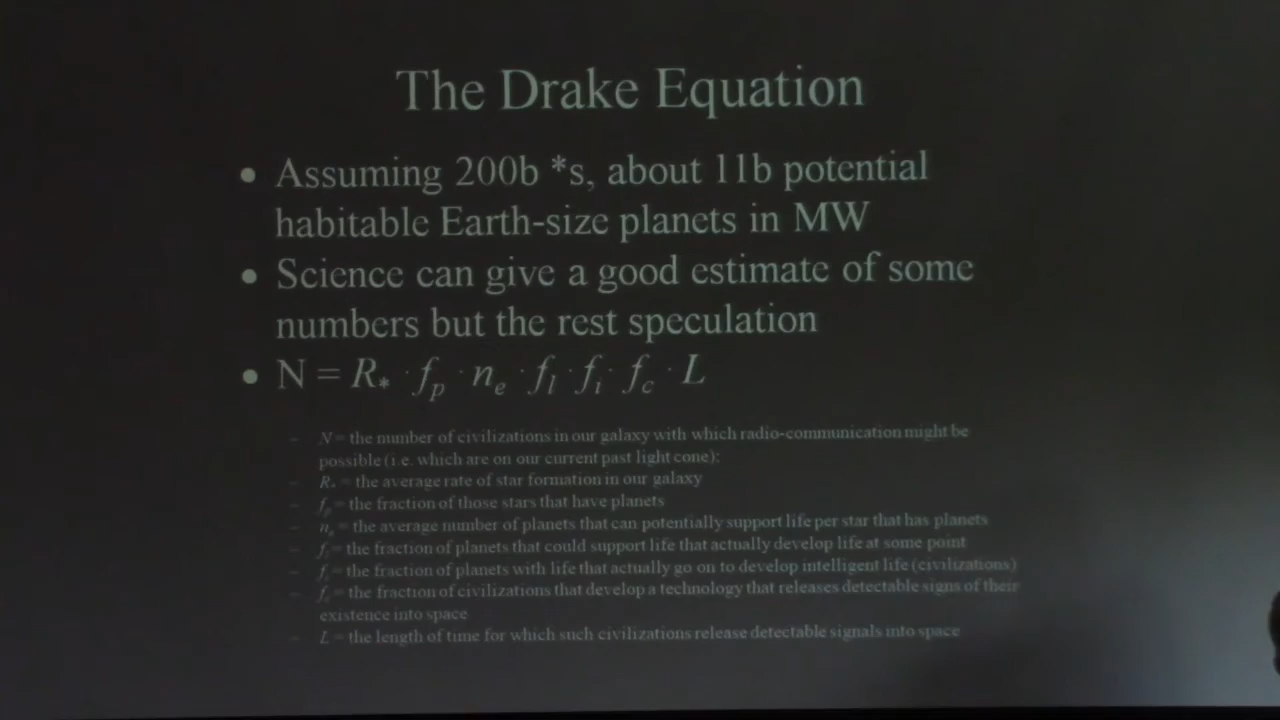 The Drake Equation
• Assuming 200b *s, about 11b potential
habitable Earth-size planets in MW
• Science can give a good estimate of some
numbers but the rest speculation
• N = R* · fp · ne · fl · fi · fc · L
– N = the number of civilizations in our galaxy with which radio-communication might be
possible (i.e. which are on our current past light cone);
– R* = the average rate of star formation in our galaxy
– fp = the fraction of those stars that have planets
– ne = the average number of planets that can potentially support life per star that has planets
– fl = the fraction of planets that could support life that actually develop life at some point
– fi = the fraction of planets with life that actually go on to develop intelligent life (civilizations)
– fc = the fraction of civilizations that develop a technology that releases detectable signs of their
existence into space
– L = the length of time for which such civilizations release detectable signals into space